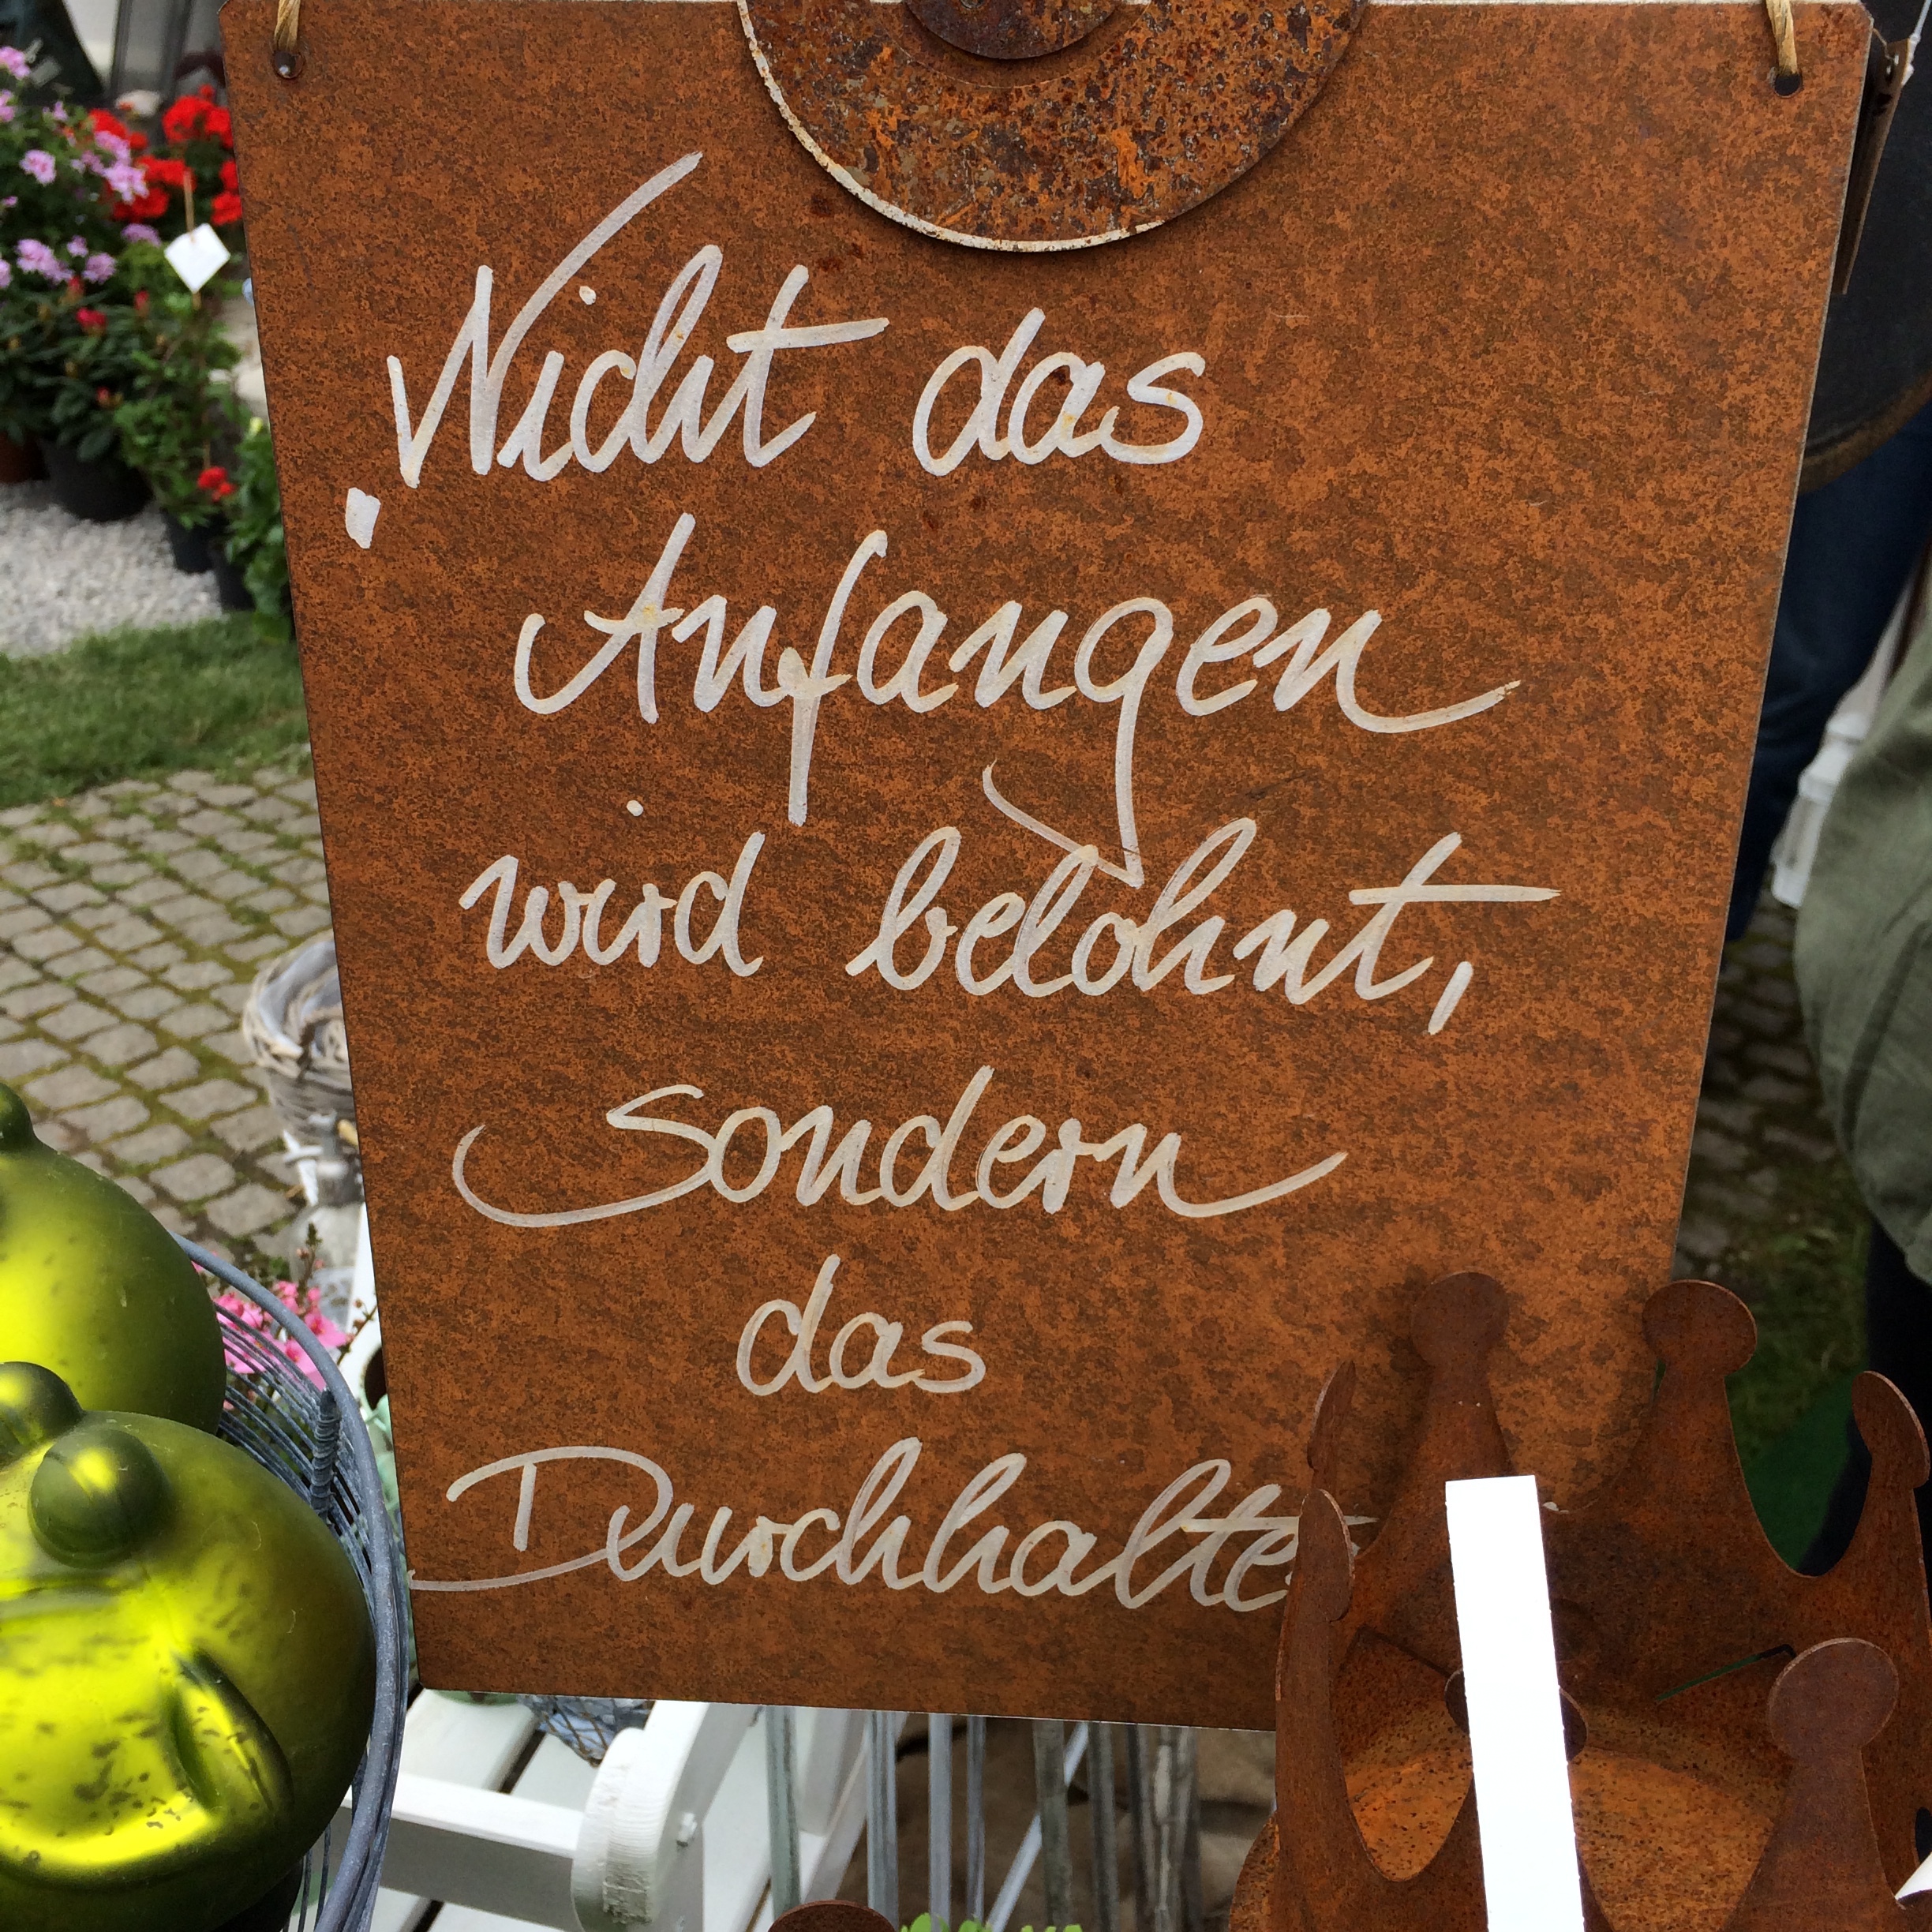 Nicht das
Anfangen
wird belohnt,
sondern
das
Durchhalte